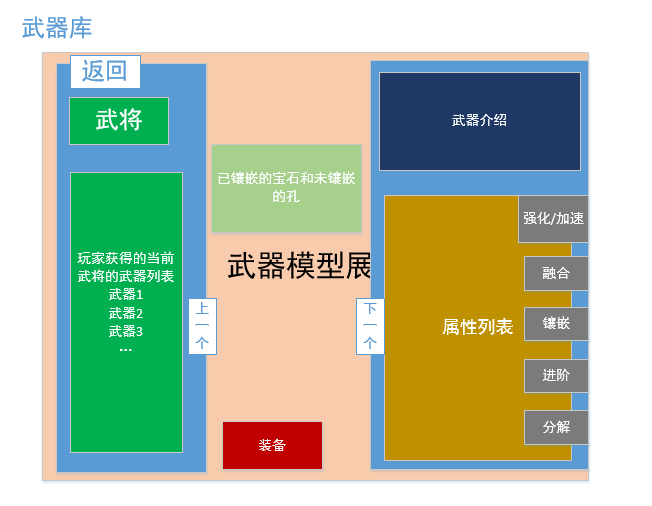 武器库
返回
武将
玩家获得的当前
武将的武器列表
武器1
武器2
武器3
...
已镶嵌的宝石和未镶嵌
的孔
武器模型展
上
一
个
下
一
个
装备
武器介绍
属性列表
强化/加速
融合
镶嵌
进阶
分解